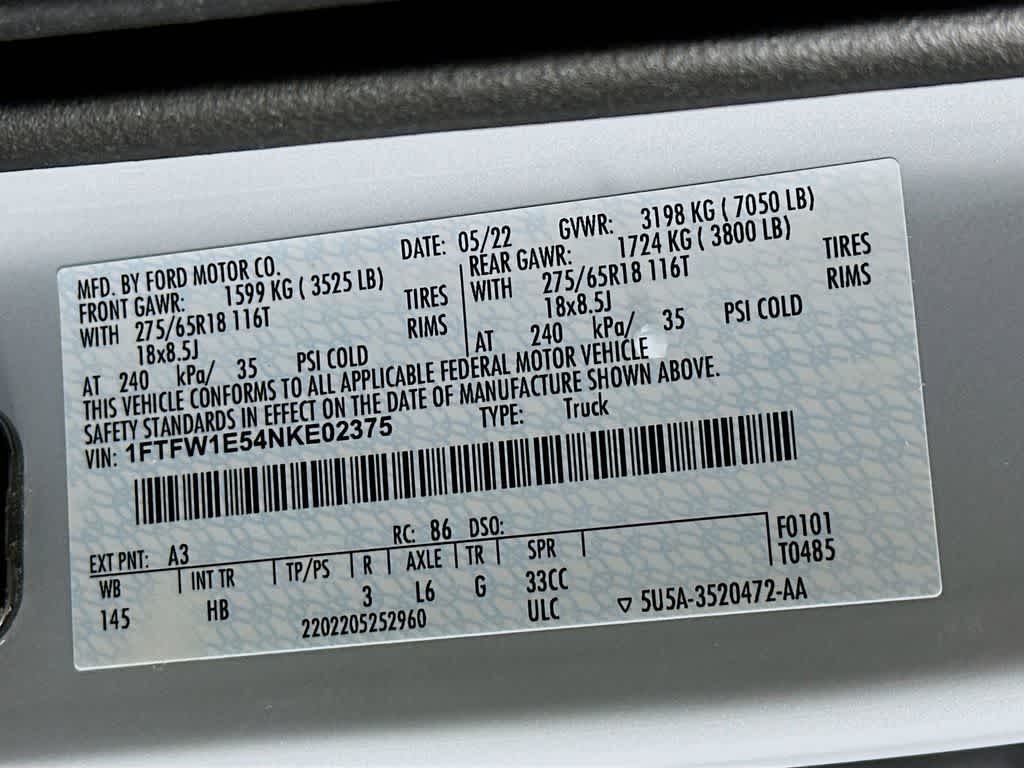 MFD. BY FORD MOTOR CO. DATE: 05/22 GVWR: 3198 KG ( 7050 LB)
FRONT GAWR: 1599 KG ( 3525 LB) REAR GAWR: 1724 KG ( 3800 LB)
WITH 275/65R18 116T TIRES WITH 275/65R18 116T TIRES
18x8.5J RIMS 18x8.5J RIMS
AT 240 kPa/ 35 PSI COLD AT 240 kPa/ 35 PSI COLD
THIS VEHICLE CONFORMS TO ALL APPLICABLE FEDERAL MOTOR VEHICLE
SAFETY STANDARDS IN EFFECT ON THE DATE OF MANUFACTURE SHOWN ABOVE.
VIN: 1FTFW1E54NKE02375 TYPE: Truck
EXT PNT: A3 RC: 86 DSO: F0101
WB INT TR TP/PS R AXLE TR SPR T0485
145 HB 3 L6 G 33CC
2202205252960 ULC ▽ 5U5A-3520472-AA